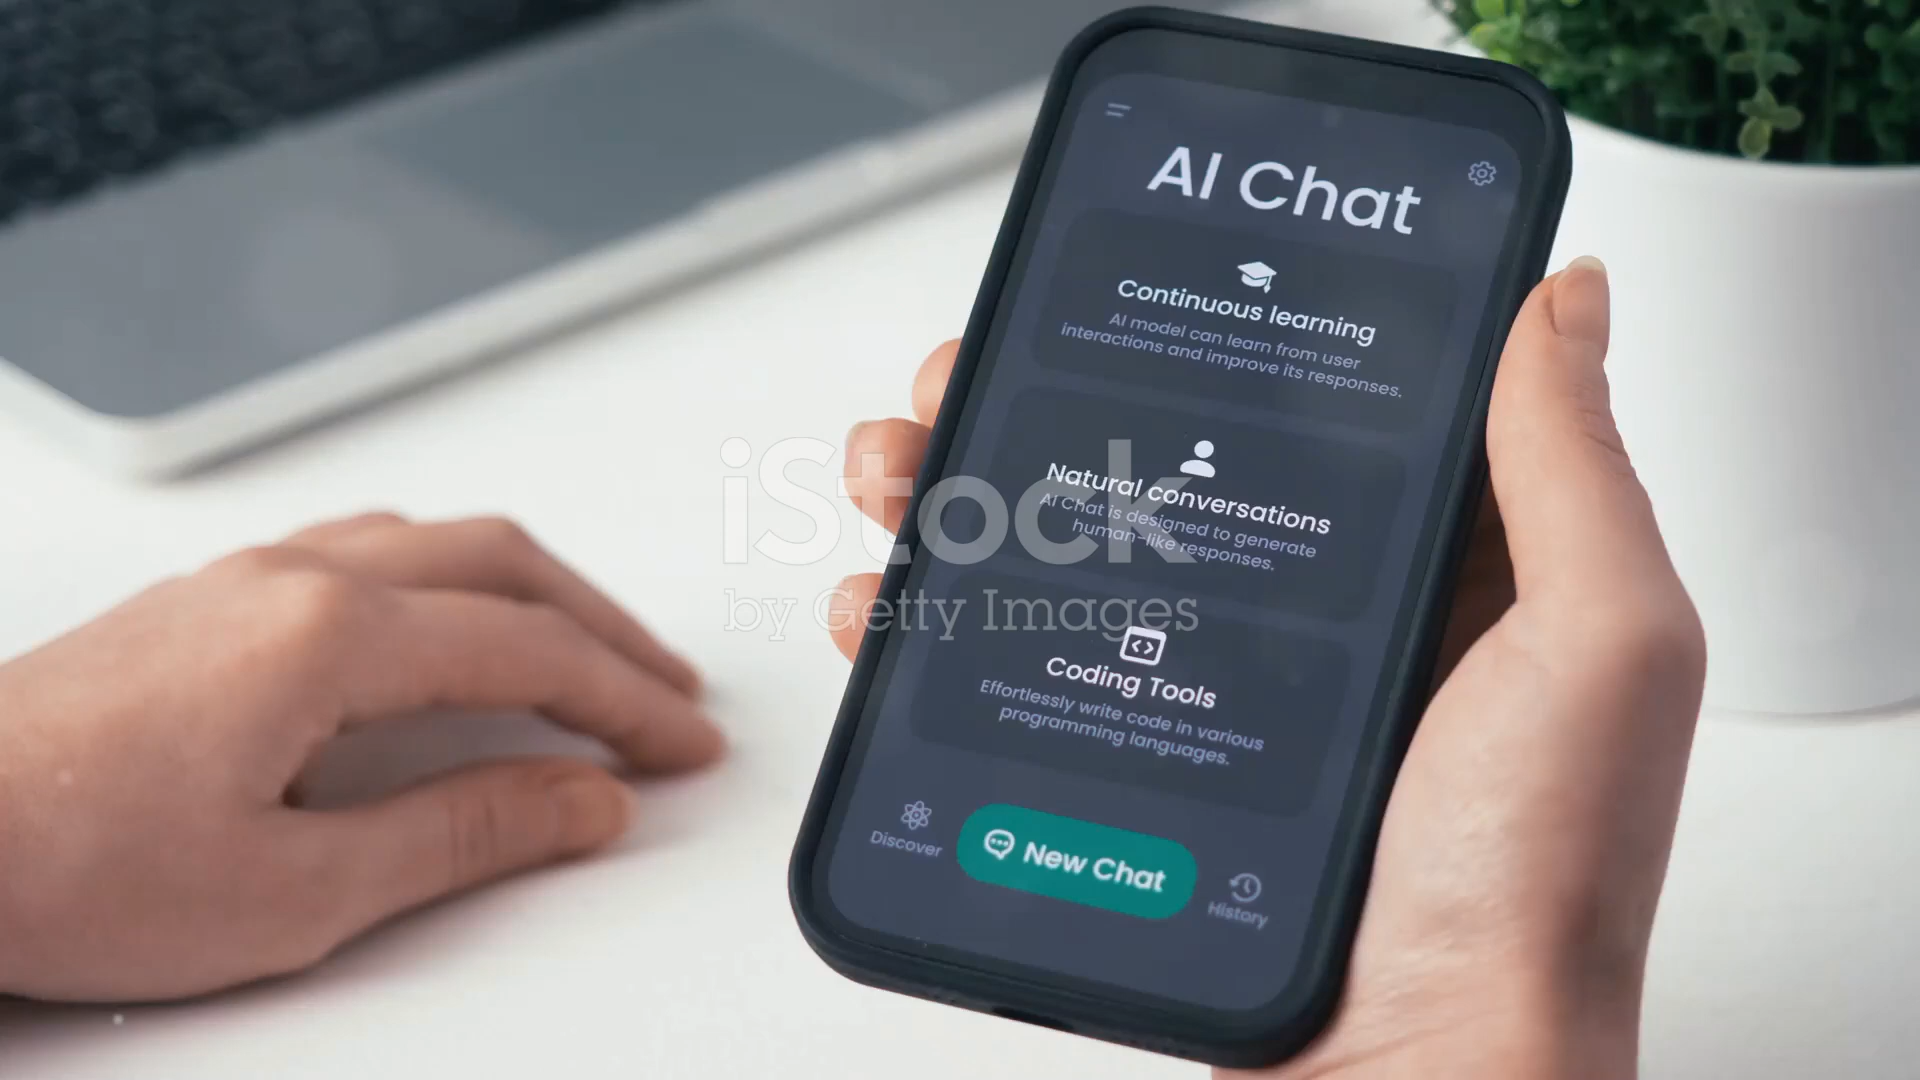 AI Chat
Continuous learning
AI model can learn from user
interactions and improve its responses.
Natural conversations
AI Chat is designed to generate
human-like responses.
Coding Tools
Effortlessly write code in various
programming languages.
Discover
New Chat
History
iStock
by Getty Images